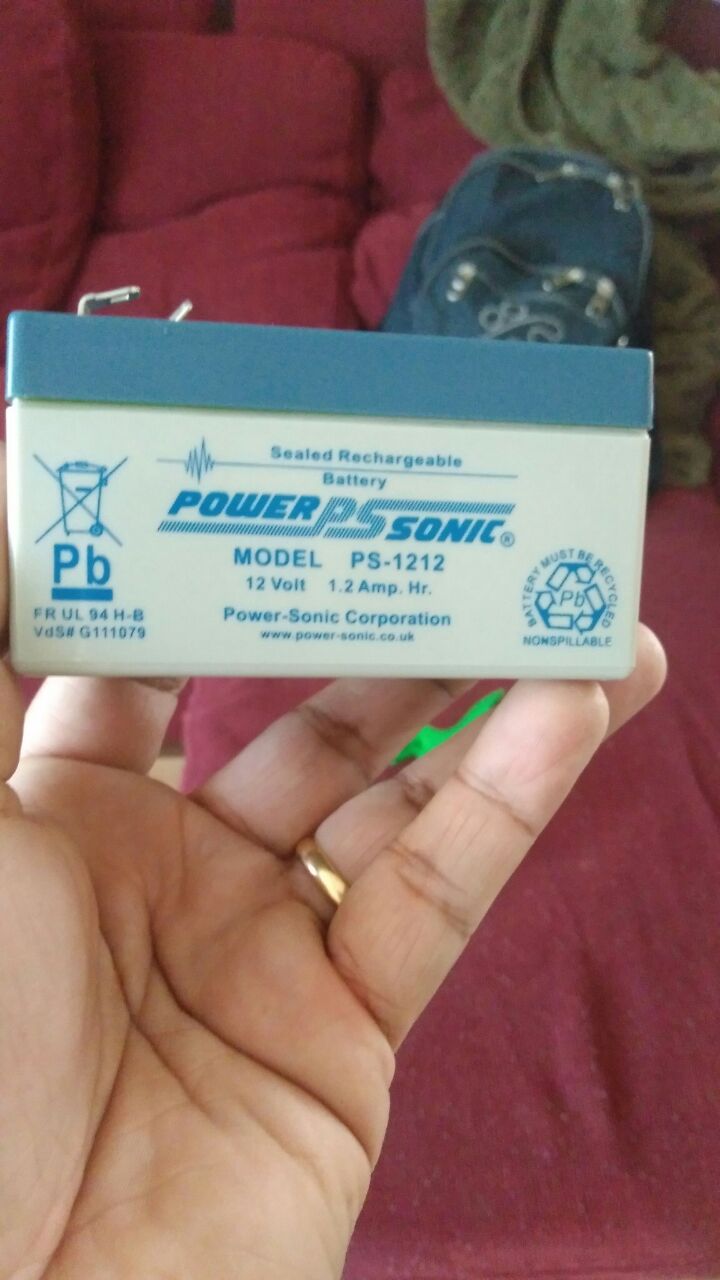 Sealed Rechargeable
Battery
POWER PS SONIC®
MODEL PS-1212
12 Volt 1.2 Amp. Hr.
Power-Sonic Corporation
www.power-sonic.co.uk
Pb
FR UL 94 H-B
VdS# G111079
BATTERY MUST BE RECYCLED
Pb
NONSPILLABLE